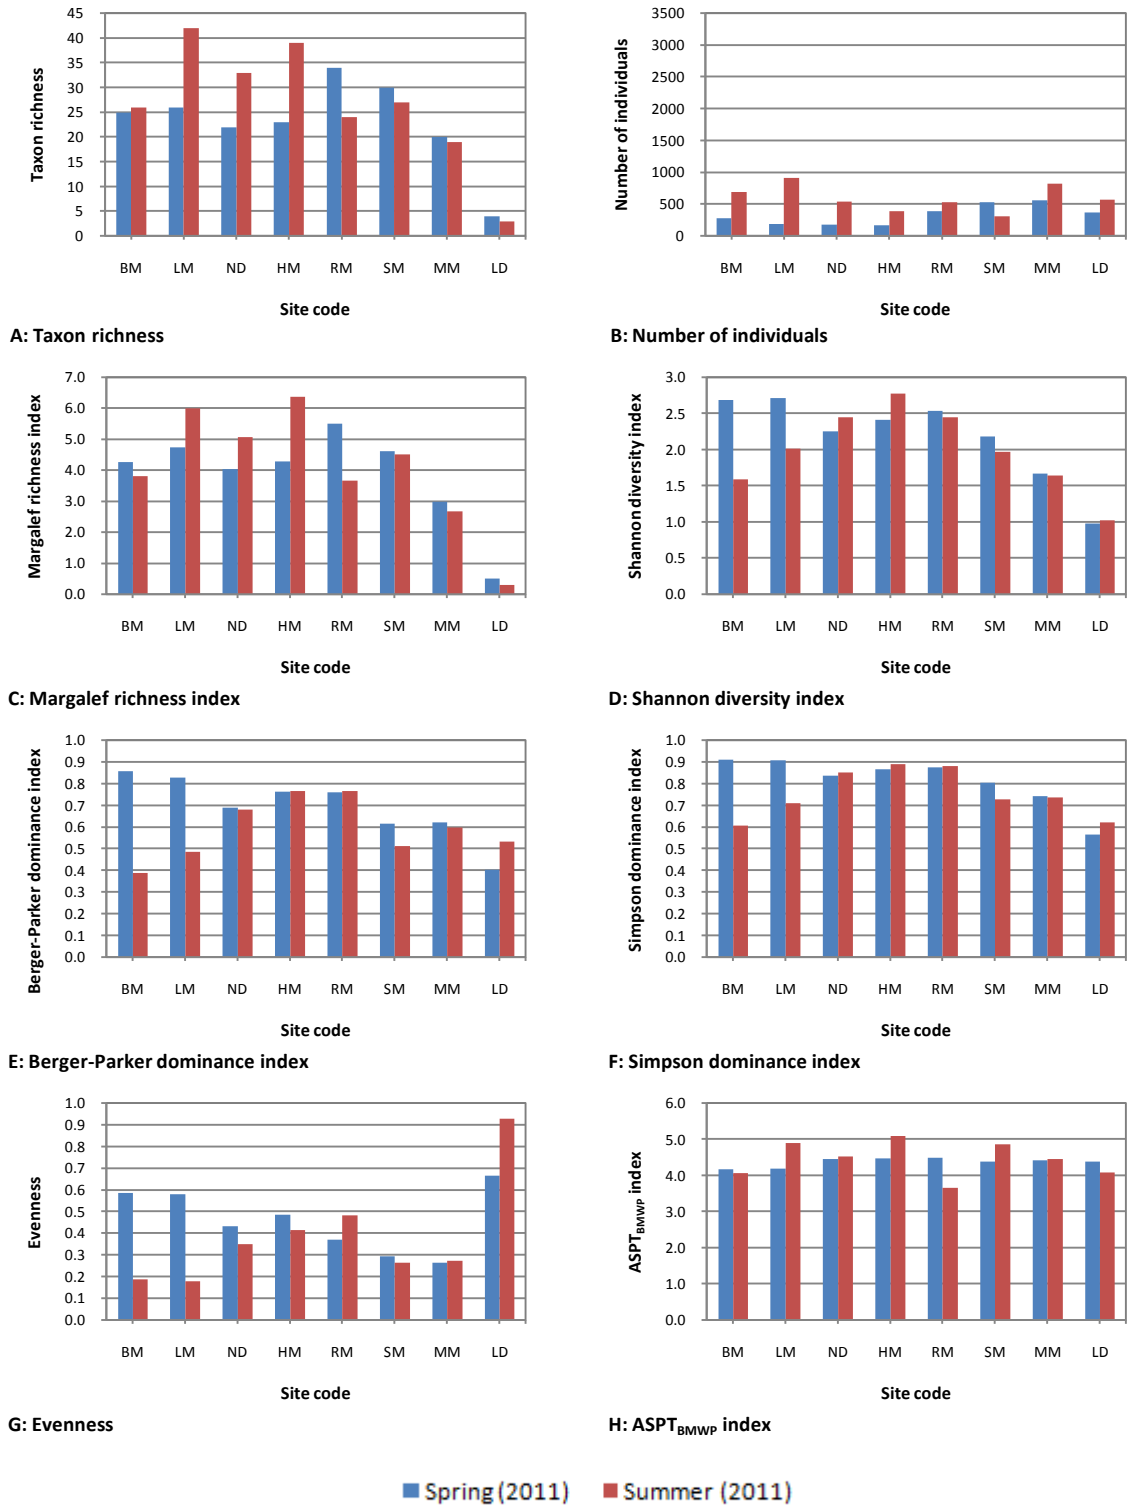 Taxon richness
45
40
35
30
25
20
15
10
5
0
BM LM ND HM RM SM MM LD
Site code
A: Taxon richness
Number of individuals
3500
3000
2500
2000
1500
1000
500
0
BM LM ND HM RM SM MM LD
Site code
B: Number of individuals
Margalef richness index
7.0
6.0
5.0
4.0
3.0
2.0
1.0
0.0
BM LM ND HM RM SM MM LD
Site code
C: Margalef richness index
Shannon diversity index
3.0
2.5
2.0
1.5
1.0
0.5
0.0
BM LM ND HM RM SM MM LD
Site code
D: Shannon diversity index
Berger-Parker dominance index
1.0
0.9
0.8
0.7
0.6
0.5
0.4
0.3
0.2
0.1
0.0
BM LM ND HM RM SM MM LD
Site code
E: Berger-Parker dominance index
Simpson dominance index
1.0
0.9
0.8
0.7
0.6
0.5
0.4
0.3
0.2
0.1
0.0
BM LM ND HM RM SM MM LD
Site code
F: Simpson dominance index
Evenness
1.0
0.9
0.8
0.7
0.6
0.5
0.4
0.3
0.2
0.1
0.0
BM LM ND HM RM SM MM LD
Site code
G: Evenness
ASPT BMWP index
6.0
5.0
4.0
3.0
2.0
1.0
0.0
BM LM ND HM RM SM MM LD
Site code
H: ASPT BMWP index
Spring (2011) Summer (2011)